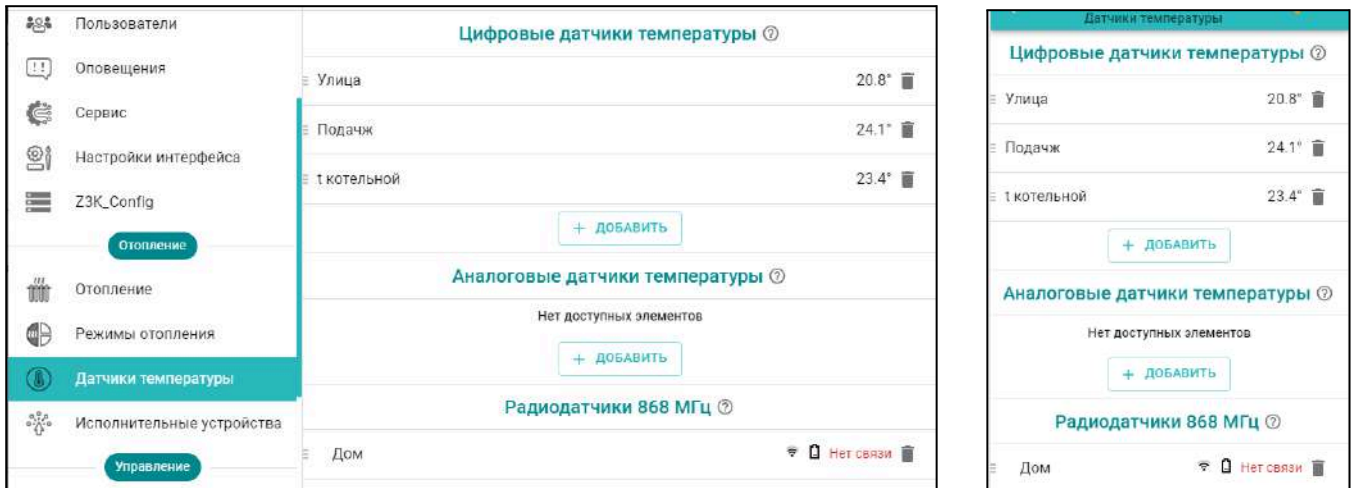 Пользователи
Оповещения
Сервис
Настройки интерфейса
Z3K_Config
Отопление
Отопление
Режимы отопления
Датчики температуры
Исполнительные устройства
Управление
Цифровые датчики температуры ?
Улица 20.8°
Подачж 24.1°
t котельной 23.4°
+ ДОБАВИТЬ
Аналоговые датчики температуры ?
Нет доступных элементов
+ ДОБАВИТЬ
Радиодатчики 868 МГц ?
Дом Нет связи
Датчики температуры
Цифровые датчики температуры ?
Улица 20.8°
Подачж 24.1°
t котельной 23.4°
+ ДОБАВИТЬ
Аналоговые датчики температуры ?
Нет доступных элементов
+ ДОБАВИТЬ
Радиодатчики 868 МГц ?
Дом Нет связи